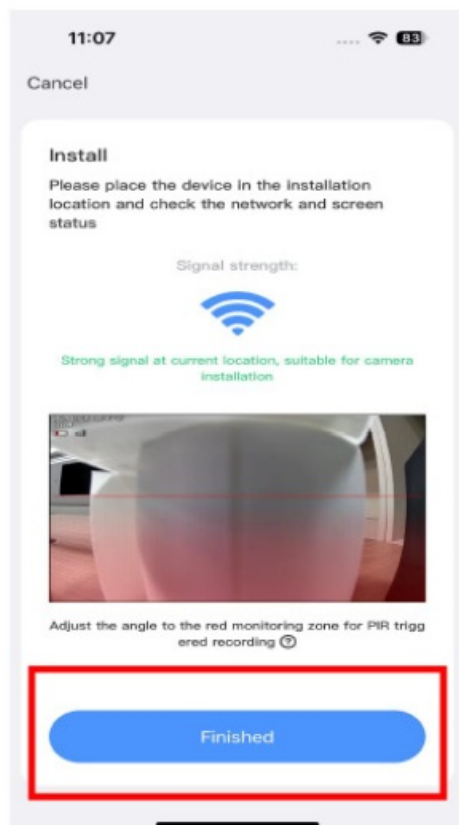 11:07
83
Cancel
Install
Please place the device in the installation
location and check the network and screen
status
Signal strength:
Strong signal at current location, suitable for camera
installation
Adjust the angle to the red monitoring zone for PIR trigg
ered recording ?
Finished